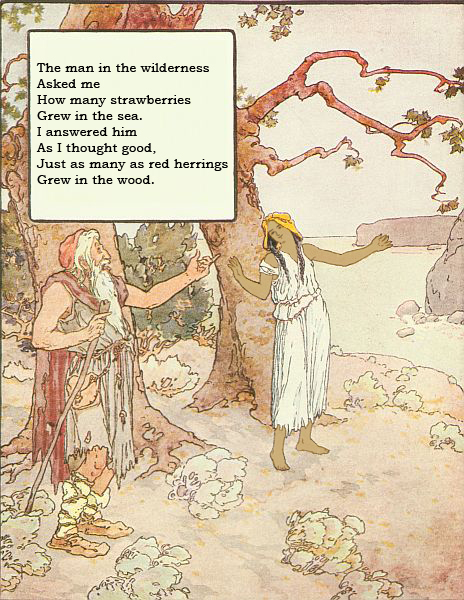 The man in the wilderness
Asked me
How many strawberries
Grew in the sea.
I answered him
As I thought good,
Just as many as red herrings
Grew in the wood.